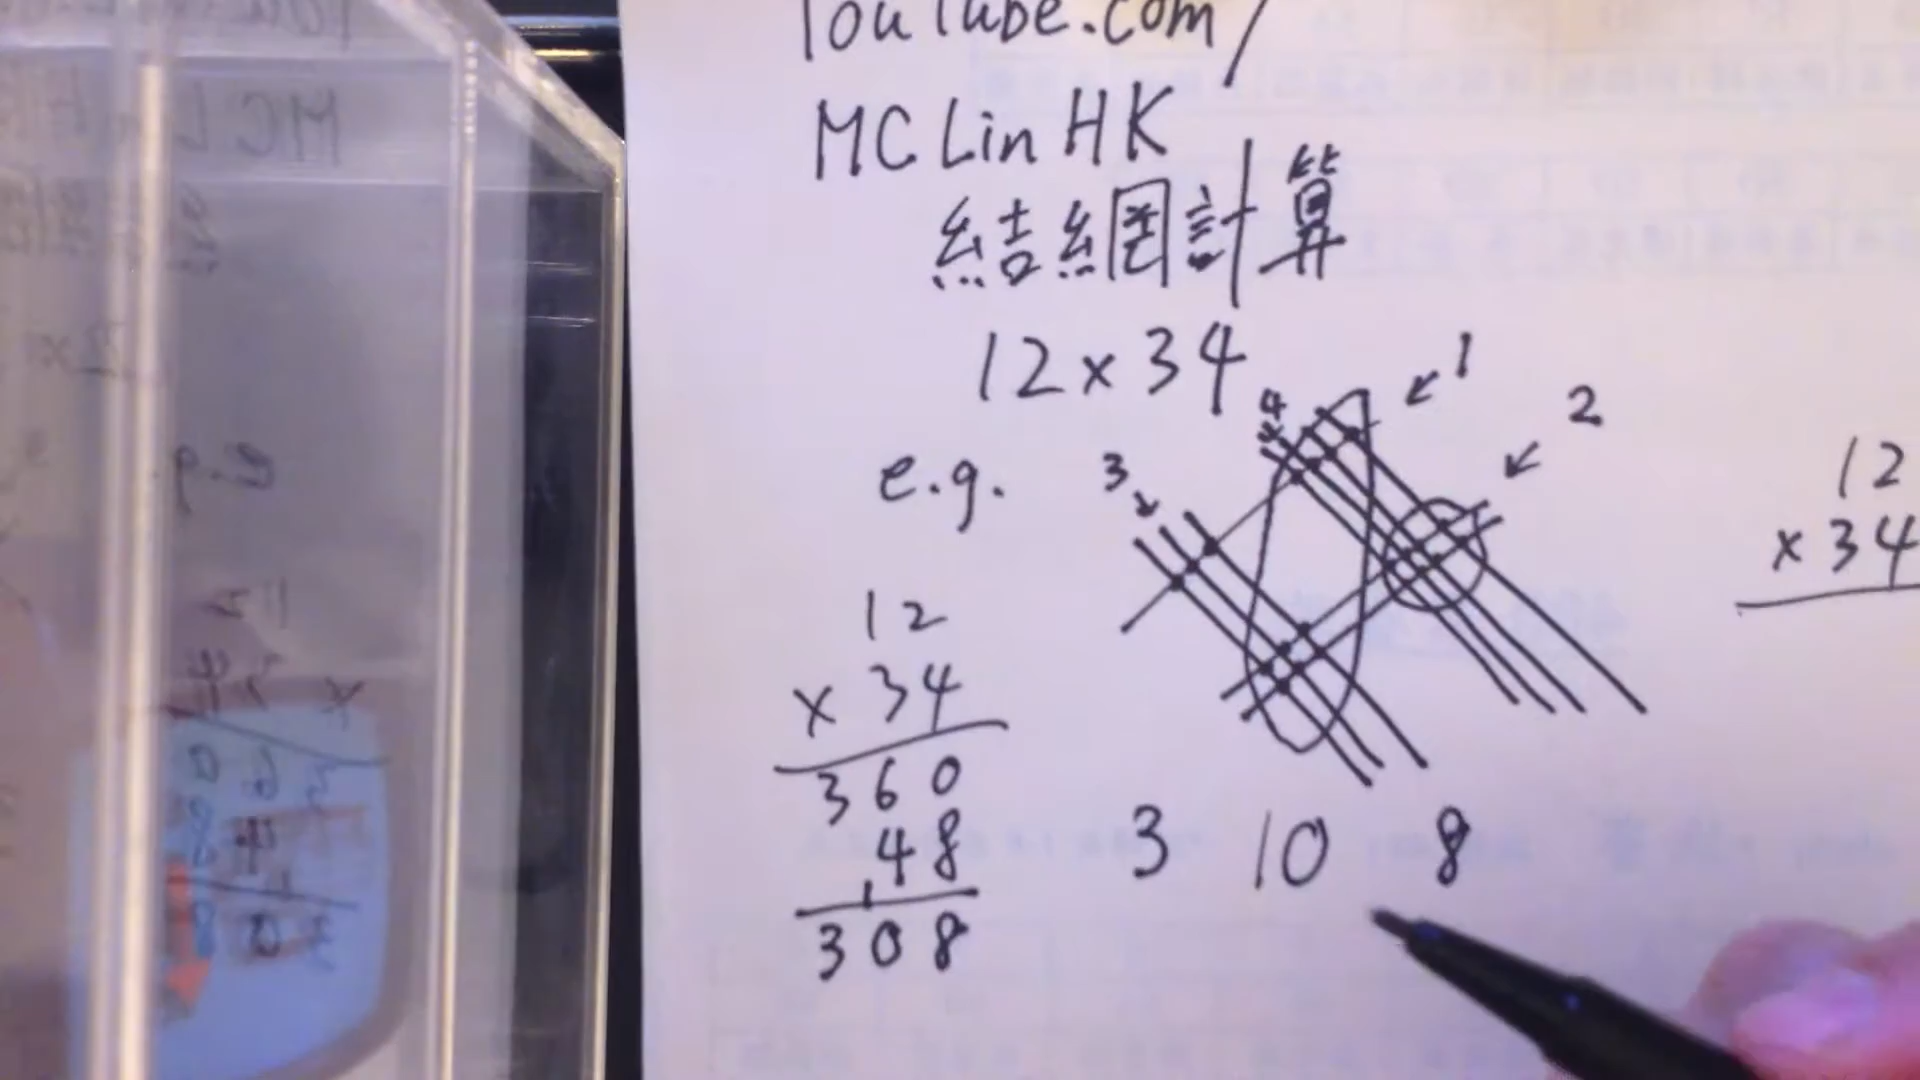 YouTube.com/
MC Lin HK
結網計算
12×34
e.g.
12
×34
360
48
1
308
1
2
3
4
3 10 8
12
×34